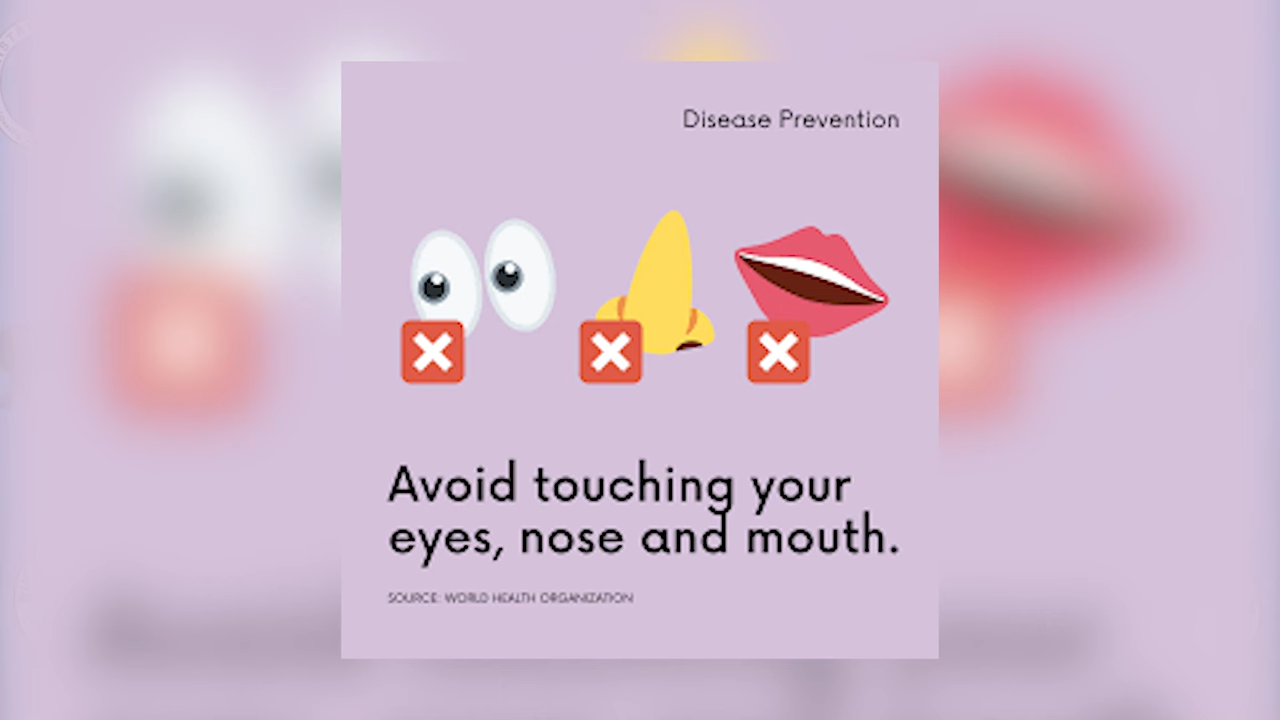 Disease Prevention
Avoid touching your
eyes, nose and mouth.
SOURCE: WORLD HEALTH ORGANIZATION